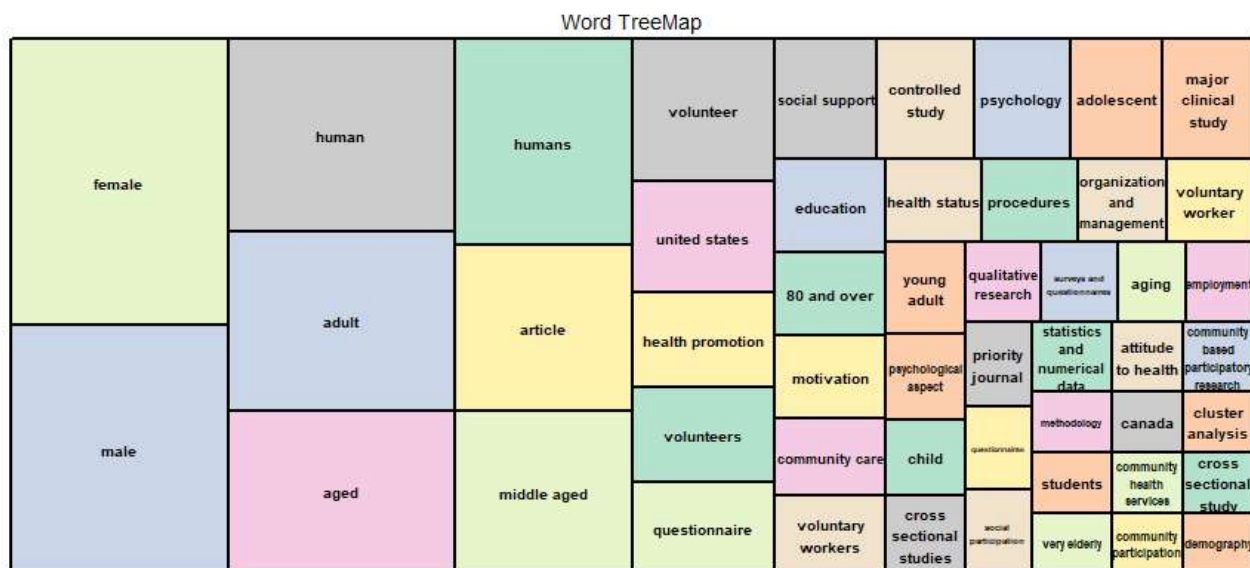 Word TreeMap
female
male
human
adult
aged
humans
article
middle aged
volunteer
united states
health promotion
volunteers
questionnaire
social support
controlled
study
psychology
adolescent
major
clinical
study
education
80 and over
motivation
community care
voluntary
workers
health status
procedures
organization
and
management
voluntary
worker
young
adult
psychological
aspect
child
cross
sectional
studies
qualitative
research
surveys and
questionnaires
aging
employment
priority
journal
questionnaires
social
participation
statistics
and
numerical
data
attitude
to health
community
based
participatory
research
methodology
canada
cluster
analysis
students
community
health
services
cross
sectional
study
very elderly
community
participation
demography